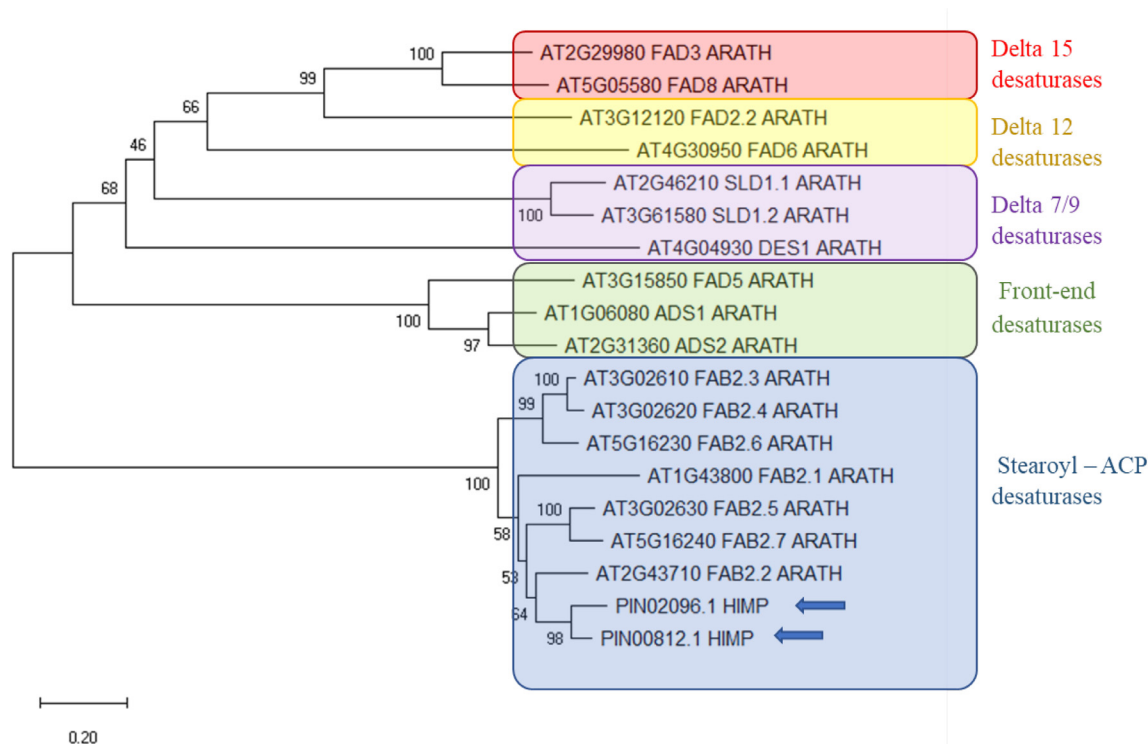 100
AT2G29980 FAD3 ARATH
AT5G05580 FAD8 ARATH
Delta 15
desaturases
99
AT3G12120 FAD2.2 ARATH
66
AT4G30950 FAD6 ARATH
Delta 12
desaturases
46
AT2G46210 SLD1.1 ARATH
100
AT3G61580 SLD1.2 ARATH
68
AT4G04930 DES1 ARATH
Delta 7/9
desaturases
AT3G15850 FAD5 ARATH
100
AT1G06080 ADS1 ARATH
97
AT2G31360 ADS2 ARATH
Front-end
desaturases
100
AT3G02610 FAB2.3 ARATH
99
AT3G02620 FAB2.4 ARATH
AT5G16230 FAB2.6 ARATH
100
AT1G43800 FAB2.1 ARATH
100
AT3G02630 FAB2.5 ARATH
58
AT5G16240 FAB2.7 ARATH
53
AT2G43710 FAB2.2 ARATH
64
PIN02096.1 HIMP
98
PIN00812.1 HIMP
Stearoyl – ACP
desaturases
0.20